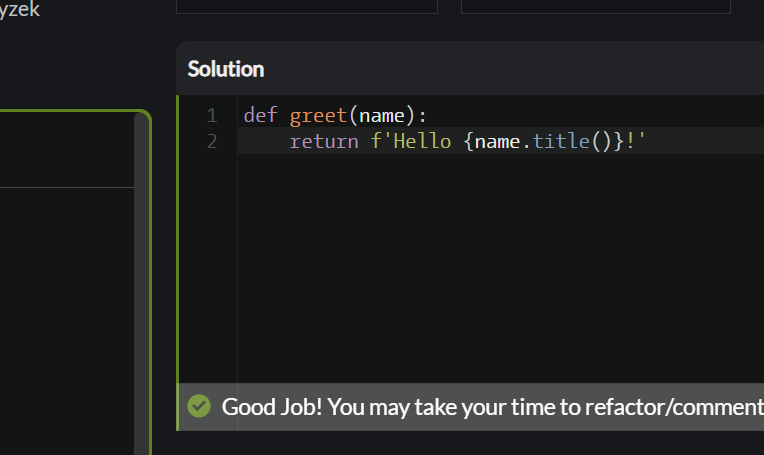 yzek
Solution
1 def greet(name):
2     return f'Hello {name.title()}!'
Good Job! You may take your time to refactor/comment